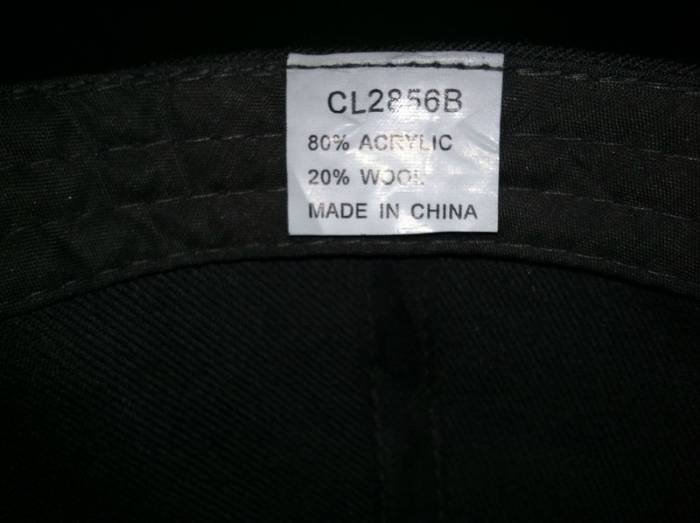 CL2856B
80% ACRYLIC
20% WOOL
MADE IN CHINA